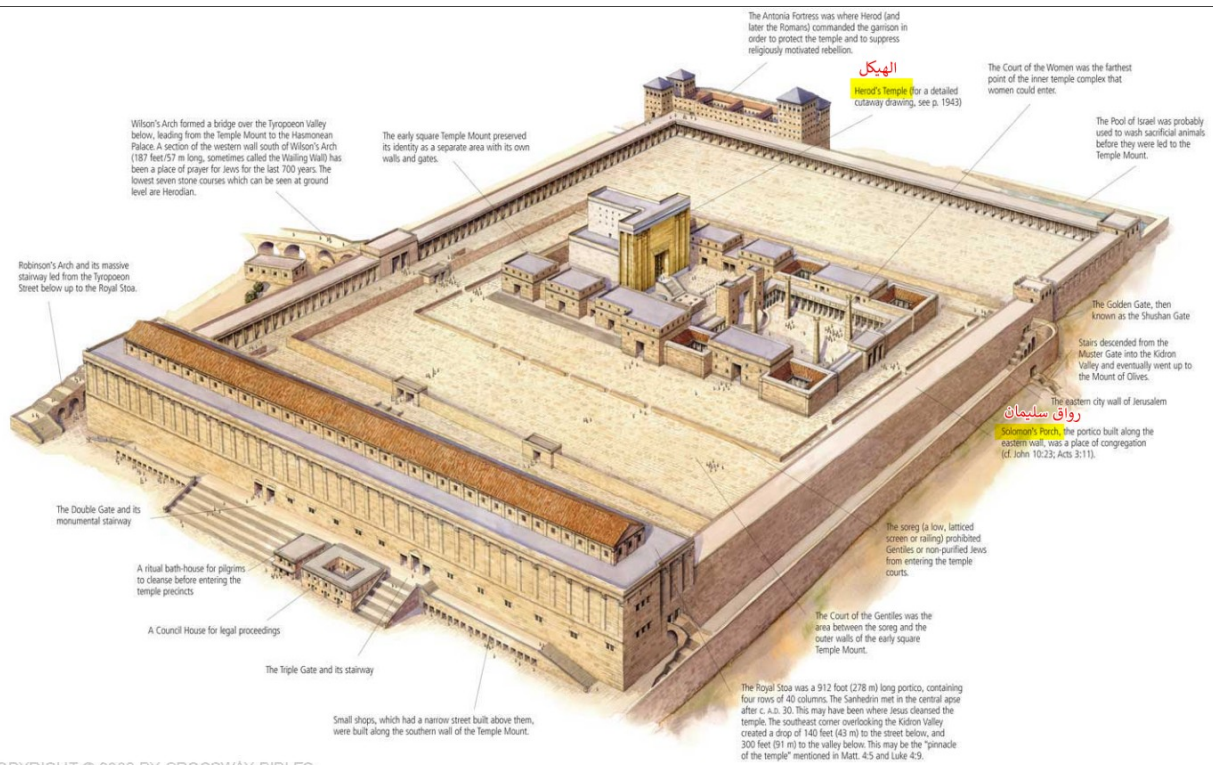 The Antonia Fortress was where Herod (and
later the Romans) commanded the garrison in
order to protect the temple and to suppress
religiously motivated rebellion.
الهيكل
Herod's Temple (for a detailed
cutaway drawing, see p. 1943)
The Court of the Women was the farthest
point of the inner temple complex that
women could enter.
Wilson's Arch formed a bridge over the Tyropoeon Valley
below, leading from the Temple Mount to the Hasmonean
Palace. A section of the western wall south of Wilson's Arch
(187 feet/57 m long, sometimes called the Wailing Wall) has
been a place of prayer for Jews for the last 700 years. The
lowest seven stone courses which can be seen at ground
level are Herodian.
The early square Temple Mount preserved
its identity as a separate area with its own
walls and gates.
The Pool of Israel was probably
used to wash sacrificial animals
before they were led to the
Temple Mount.
Robinson's Arch and its massive
stairway led from the Tyropoeon
Street below up to the Royal Stoa.
The Golden Gate, then
known as the Shushan Gate
Stairs descended from the
Muster Gate into the Kidron
Valley and eventually went up to
the Mount of Olives.
The eastern city wall of Jerusalem
رواق سليمان
Solomon's Porch, the portico built along the
eastern wall, was a place of congregation
(cf. John 10:23; Acts 3:11).
The Double Gate and its
monumental stairway
The soreg (a low, latticed
screen or railing) prohibited
Gentiles or non-purified Jews
from entering the temple
courts.
A ritual bath-house for pilgrims
to cleanse before entering the
temple precincts
A Council House for legal proceedings
The Court of the Gentiles was the
area between the soreg and the
outer walls of the early square
Temple Mount.
The Triple Gate and its stairway
Small shops, which had a narrow street built above them,
were built along the southern wall of the Temple Mount.
The Royal Stoa was a 912 foot (278 m) long portico, containing
four rows of 40 columns. The Sanhedrin met in the central apse
after c. A.D. 30. This may have been where Jesus cleansed the
temple. The southeast corner overlooking the Kidron Valley
created a drop of 140 feet (43 m) to the street below, and
300 feet (91 m) to the valley below. This may be the "pinnacle
of the temple" mentioned in Matt. 4:5 and Luke 4:9.